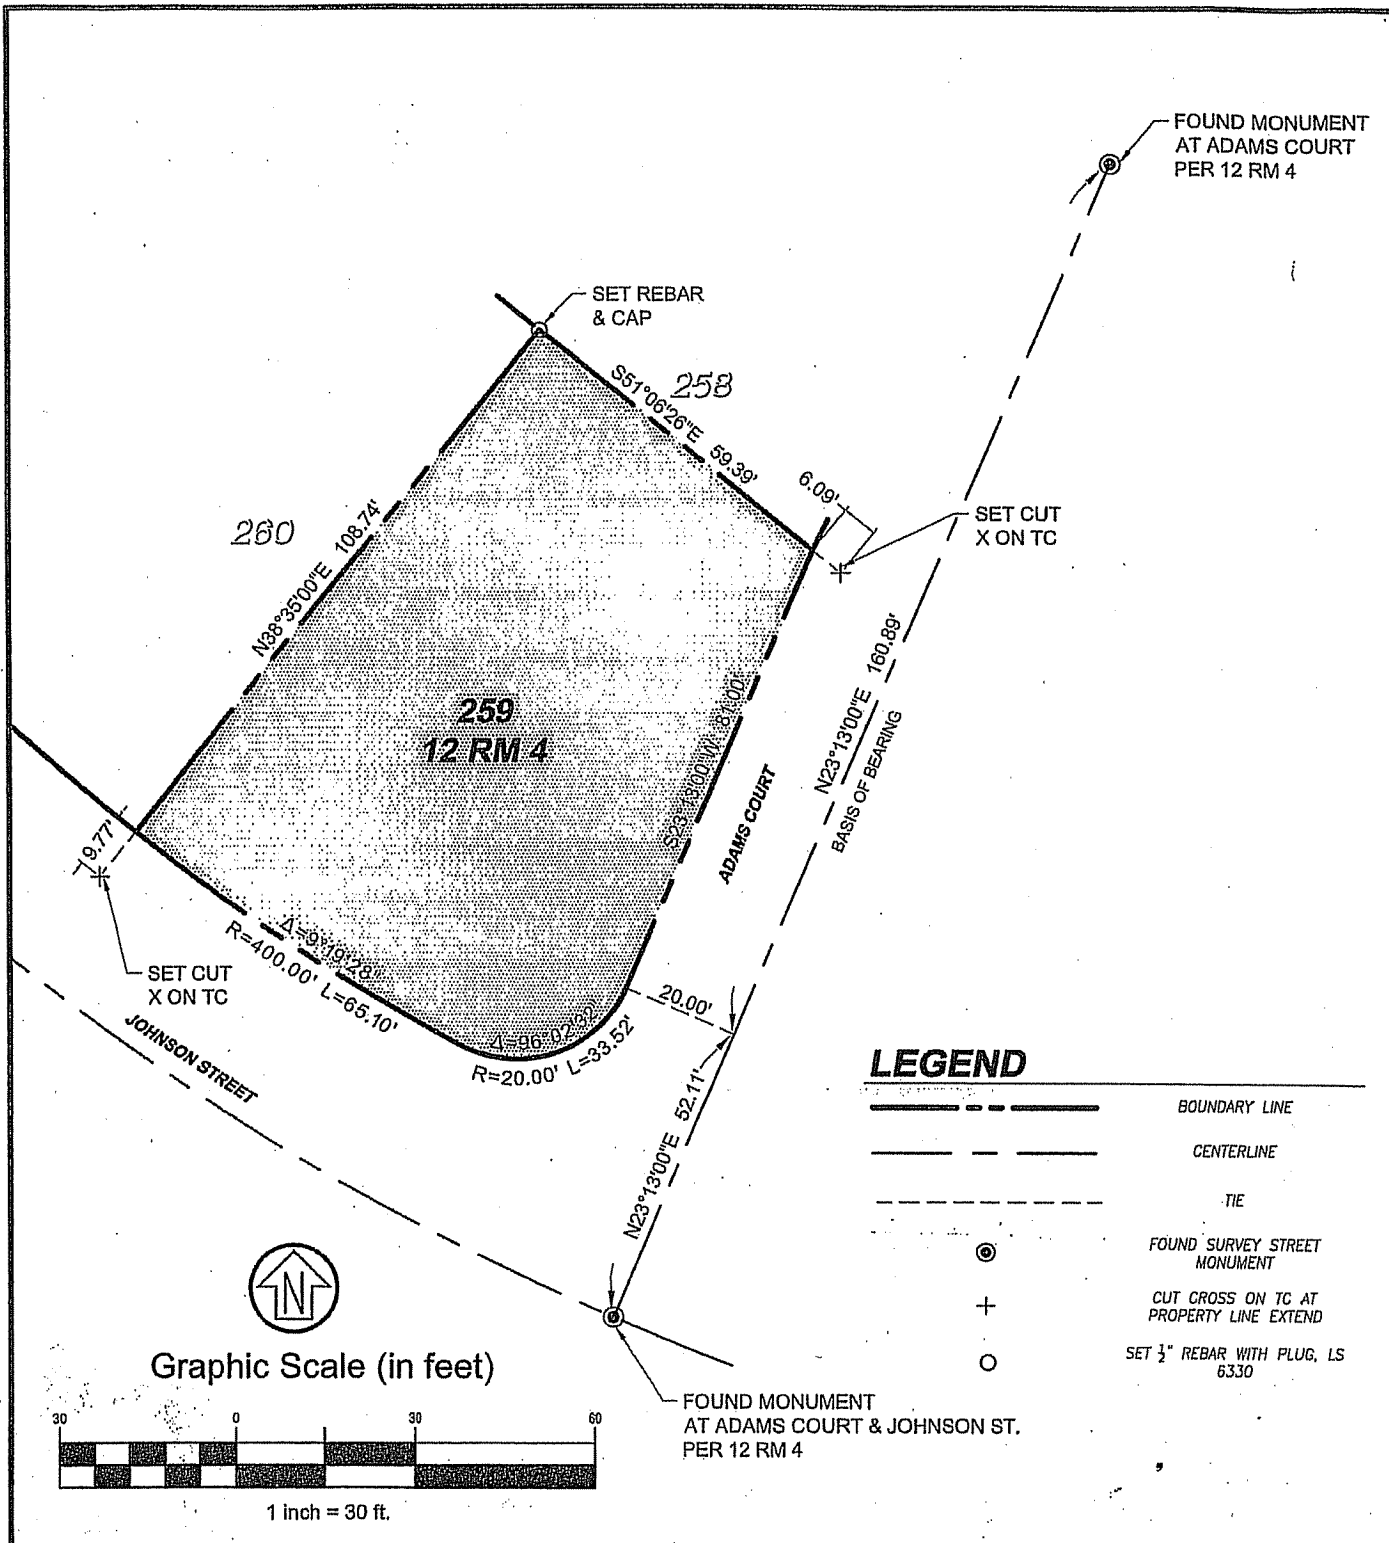 FOUND MONUMENT
AT ADAMS COURT
PER 12 RM 4
SET REBAR
& CAP
258
S51°06'26"E 59.39'
6.09'
SET CUT
X ON TC
260
N38°35'00"E 108.74'
N23°13'00"E 160.89'
BASIS OF BEARING
259
12 RM 4
S23°13'00"W 81.00'
ADAMS COURT
9.77'
SET CUT
X ON TC
Δ=9°19'28"
R=400.00' L=65.10'
Δ=96°02'32"
R=20.00' L=33.52'
20.00'
JOHNSON STREET
N23°13'00"E 52.11'
LEGEND
BOUNDARY LINE
CENTERLINE
TIE
FOUND SURVEY STREET
MONUMENT
CUT CROSS ON TC AT
PROPERTY LINE EXTEND
SET ½" REBAR WITH PLUG, LS
6330
N
Graphic Scale (in feet)
30 0 30 60
1 inch = 30 ft.
FOUND MONUMENT
AT ADAMS COURT & JOHNSON ST.
PER 12 RM 4